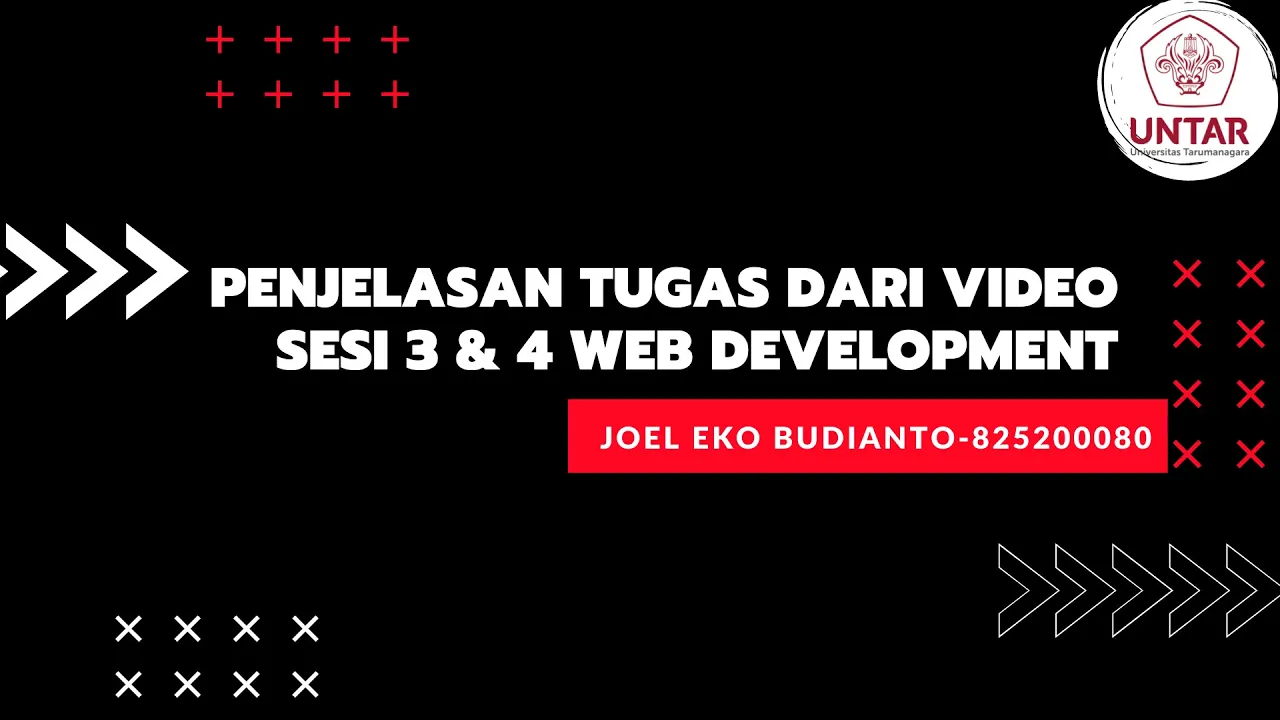 UNTAR
Universitas Tarumanagara
PENJELASAN TUGAS DARI VIDEO
SESI 3 & 4 WEB DEVELOPMENT
JOEL EKO BUDIANTO-825200080